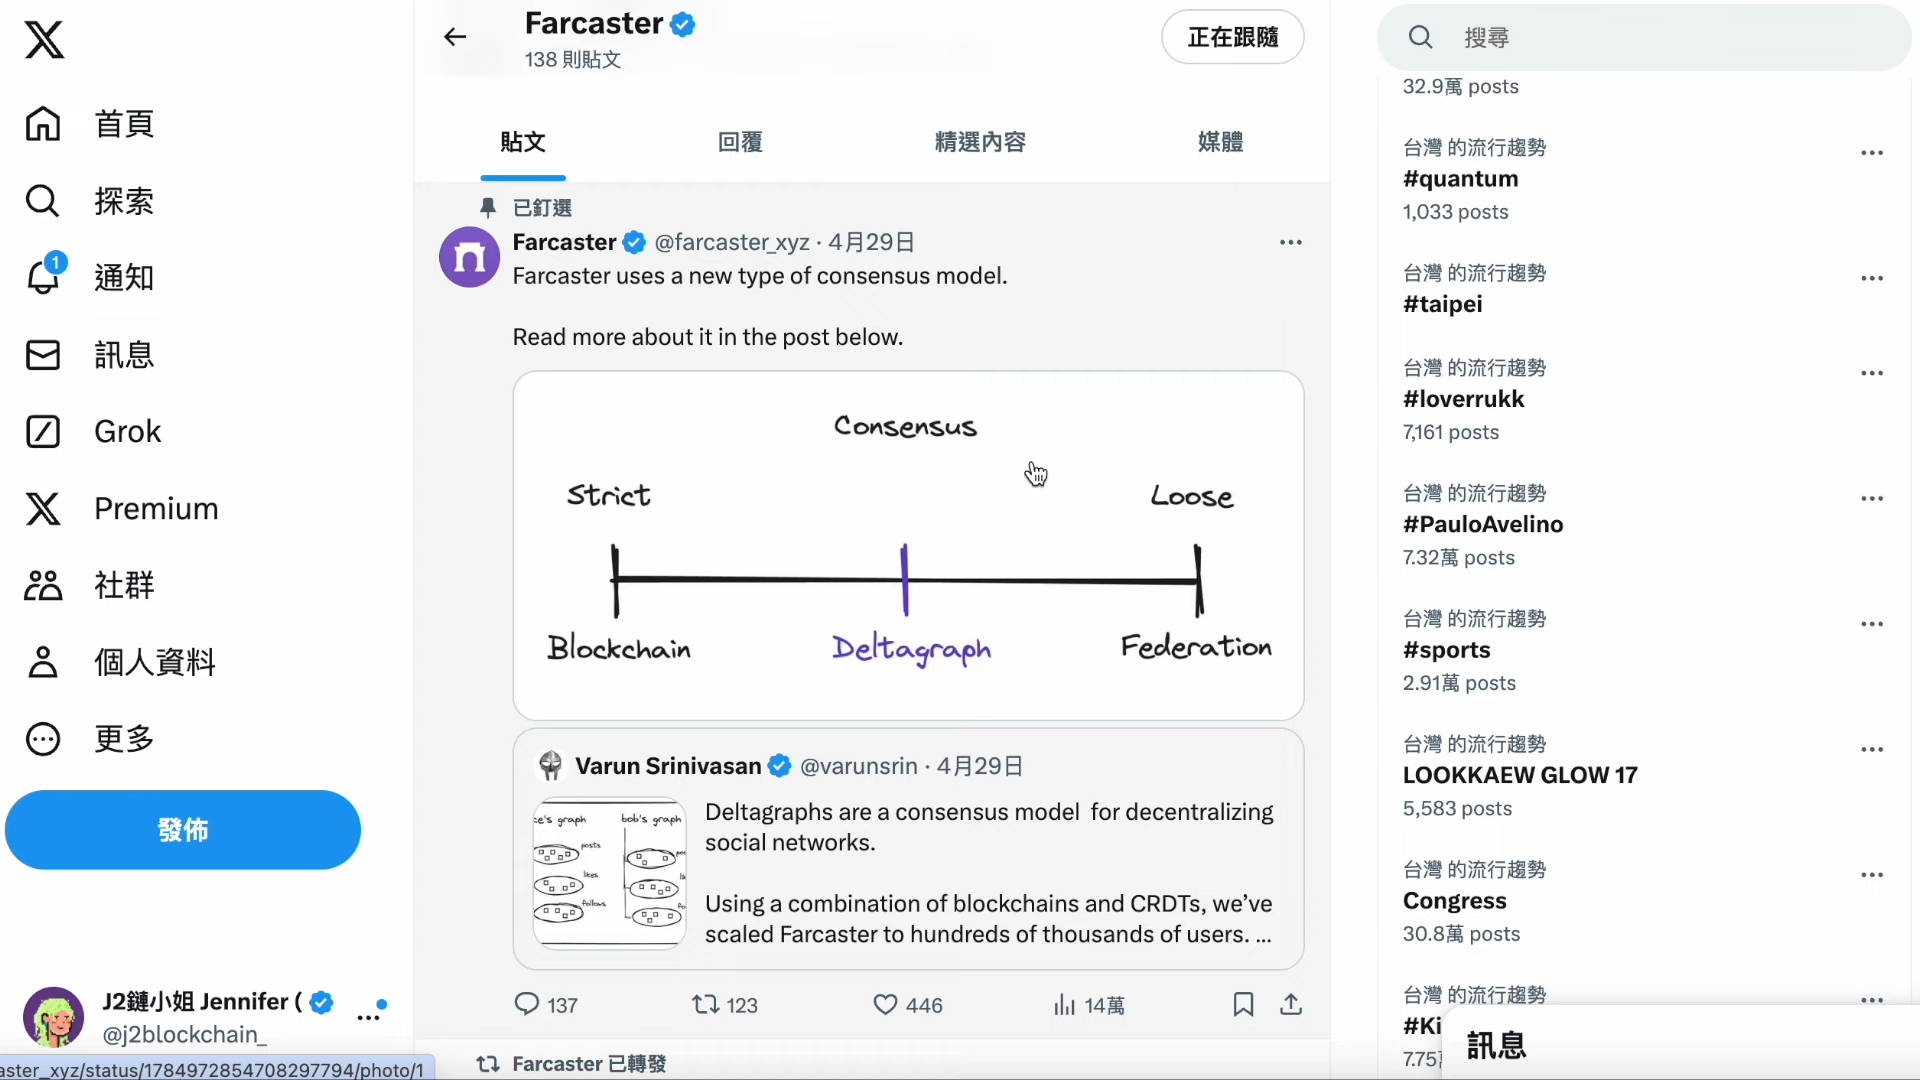 首頁
探索
1
通知
訊息
Grok
Premium
社群
個人資料
更多
發佈
J2鏈小姐 Jennifer (
@j2blockchain_
aster_xyz/status/1784972854708297794/photo/1
Farcaster
138 則貼文
正在跟隨
貼文
回覆
精選內容
媒體
已釘選
Farcaster @farcaster_xyz · 4月29日
Farcaster uses a new type of consensus model.
Read more about it in the post below.
Consensus
Strict
Loose
Blockchain
Deltagraph
Federation
Varun Srinivasan @varunsrin · 4月29日
ce's graph
bob's graph
posts
likes
follows
Deltagraphs are a consensus model for decentralizing
social networks.
Using a combination of blockchains and CRDTs, we've
scaled Farcaster to hundreds of thousands of users. ...
137
123
446
14萬
Farcaster 已轉發
搜尋
32.9萬 posts
台灣 的流行趨勢
#quantum
1,033 posts
台灣 的流行趨勢
#taipei
台灣 的流行趨勢
#loverrukk
7,161 posts
台灣 的流行趨勢
#PauloAvelino
7.32萬 posts
台灣 的流行趨勢
#sports
2.91萬 posts
台灣 的流行趨勢
LOOKKAEW GLOW 17
5,583 posts
台灣 的流行趨勢
Congress
30.8萬 posts
台灣 的流行趨勢
#Ki
7.75
訊息